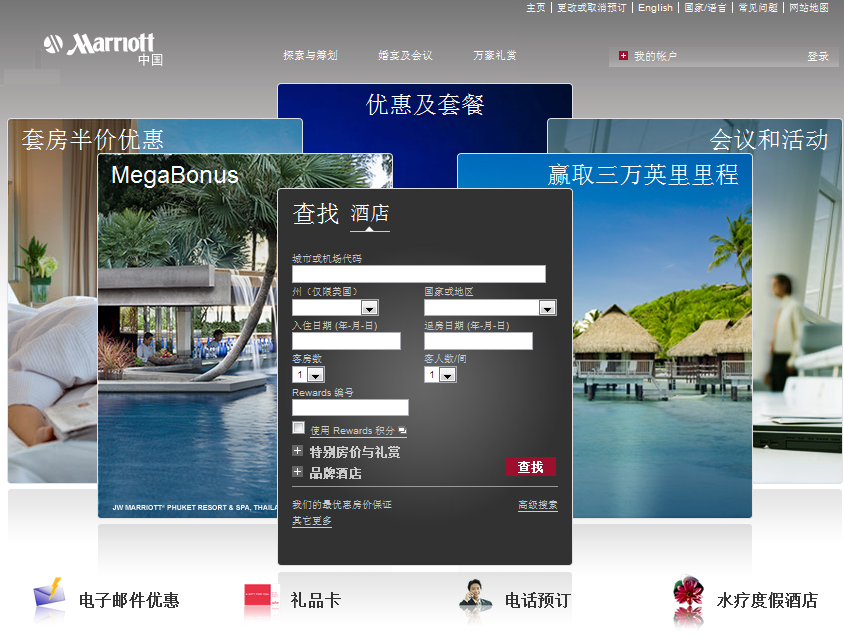 主页 | 更改或取消预订 | English | 国家/语言 | 常见问题 | 网站地图
Marriott
中国
探索与筹划 婚宴及会议 万豪礼赏
我的帐户 登录
优惠及套餐
套房半价优惠
会议和活动
MegaBonus
赢取三万英里里程
查找 酒店
城市或机场代码
州（仅限美国） 国家或地区
入住日期 (年-月-日) 退房日期 (年-月-日)
客房数 客人数/间
1 1
Rewards 编号
使用 Rewards 积分
特别房价与礼赏
品牌酒店
查找
我们的最优惠房价保证 高级搜索
其它更多
JW MARRIOTT® PHUKET RESORT & SPA, THAILA
电子邮件优惠 礼品卡 电话预订 水疗度假酒店